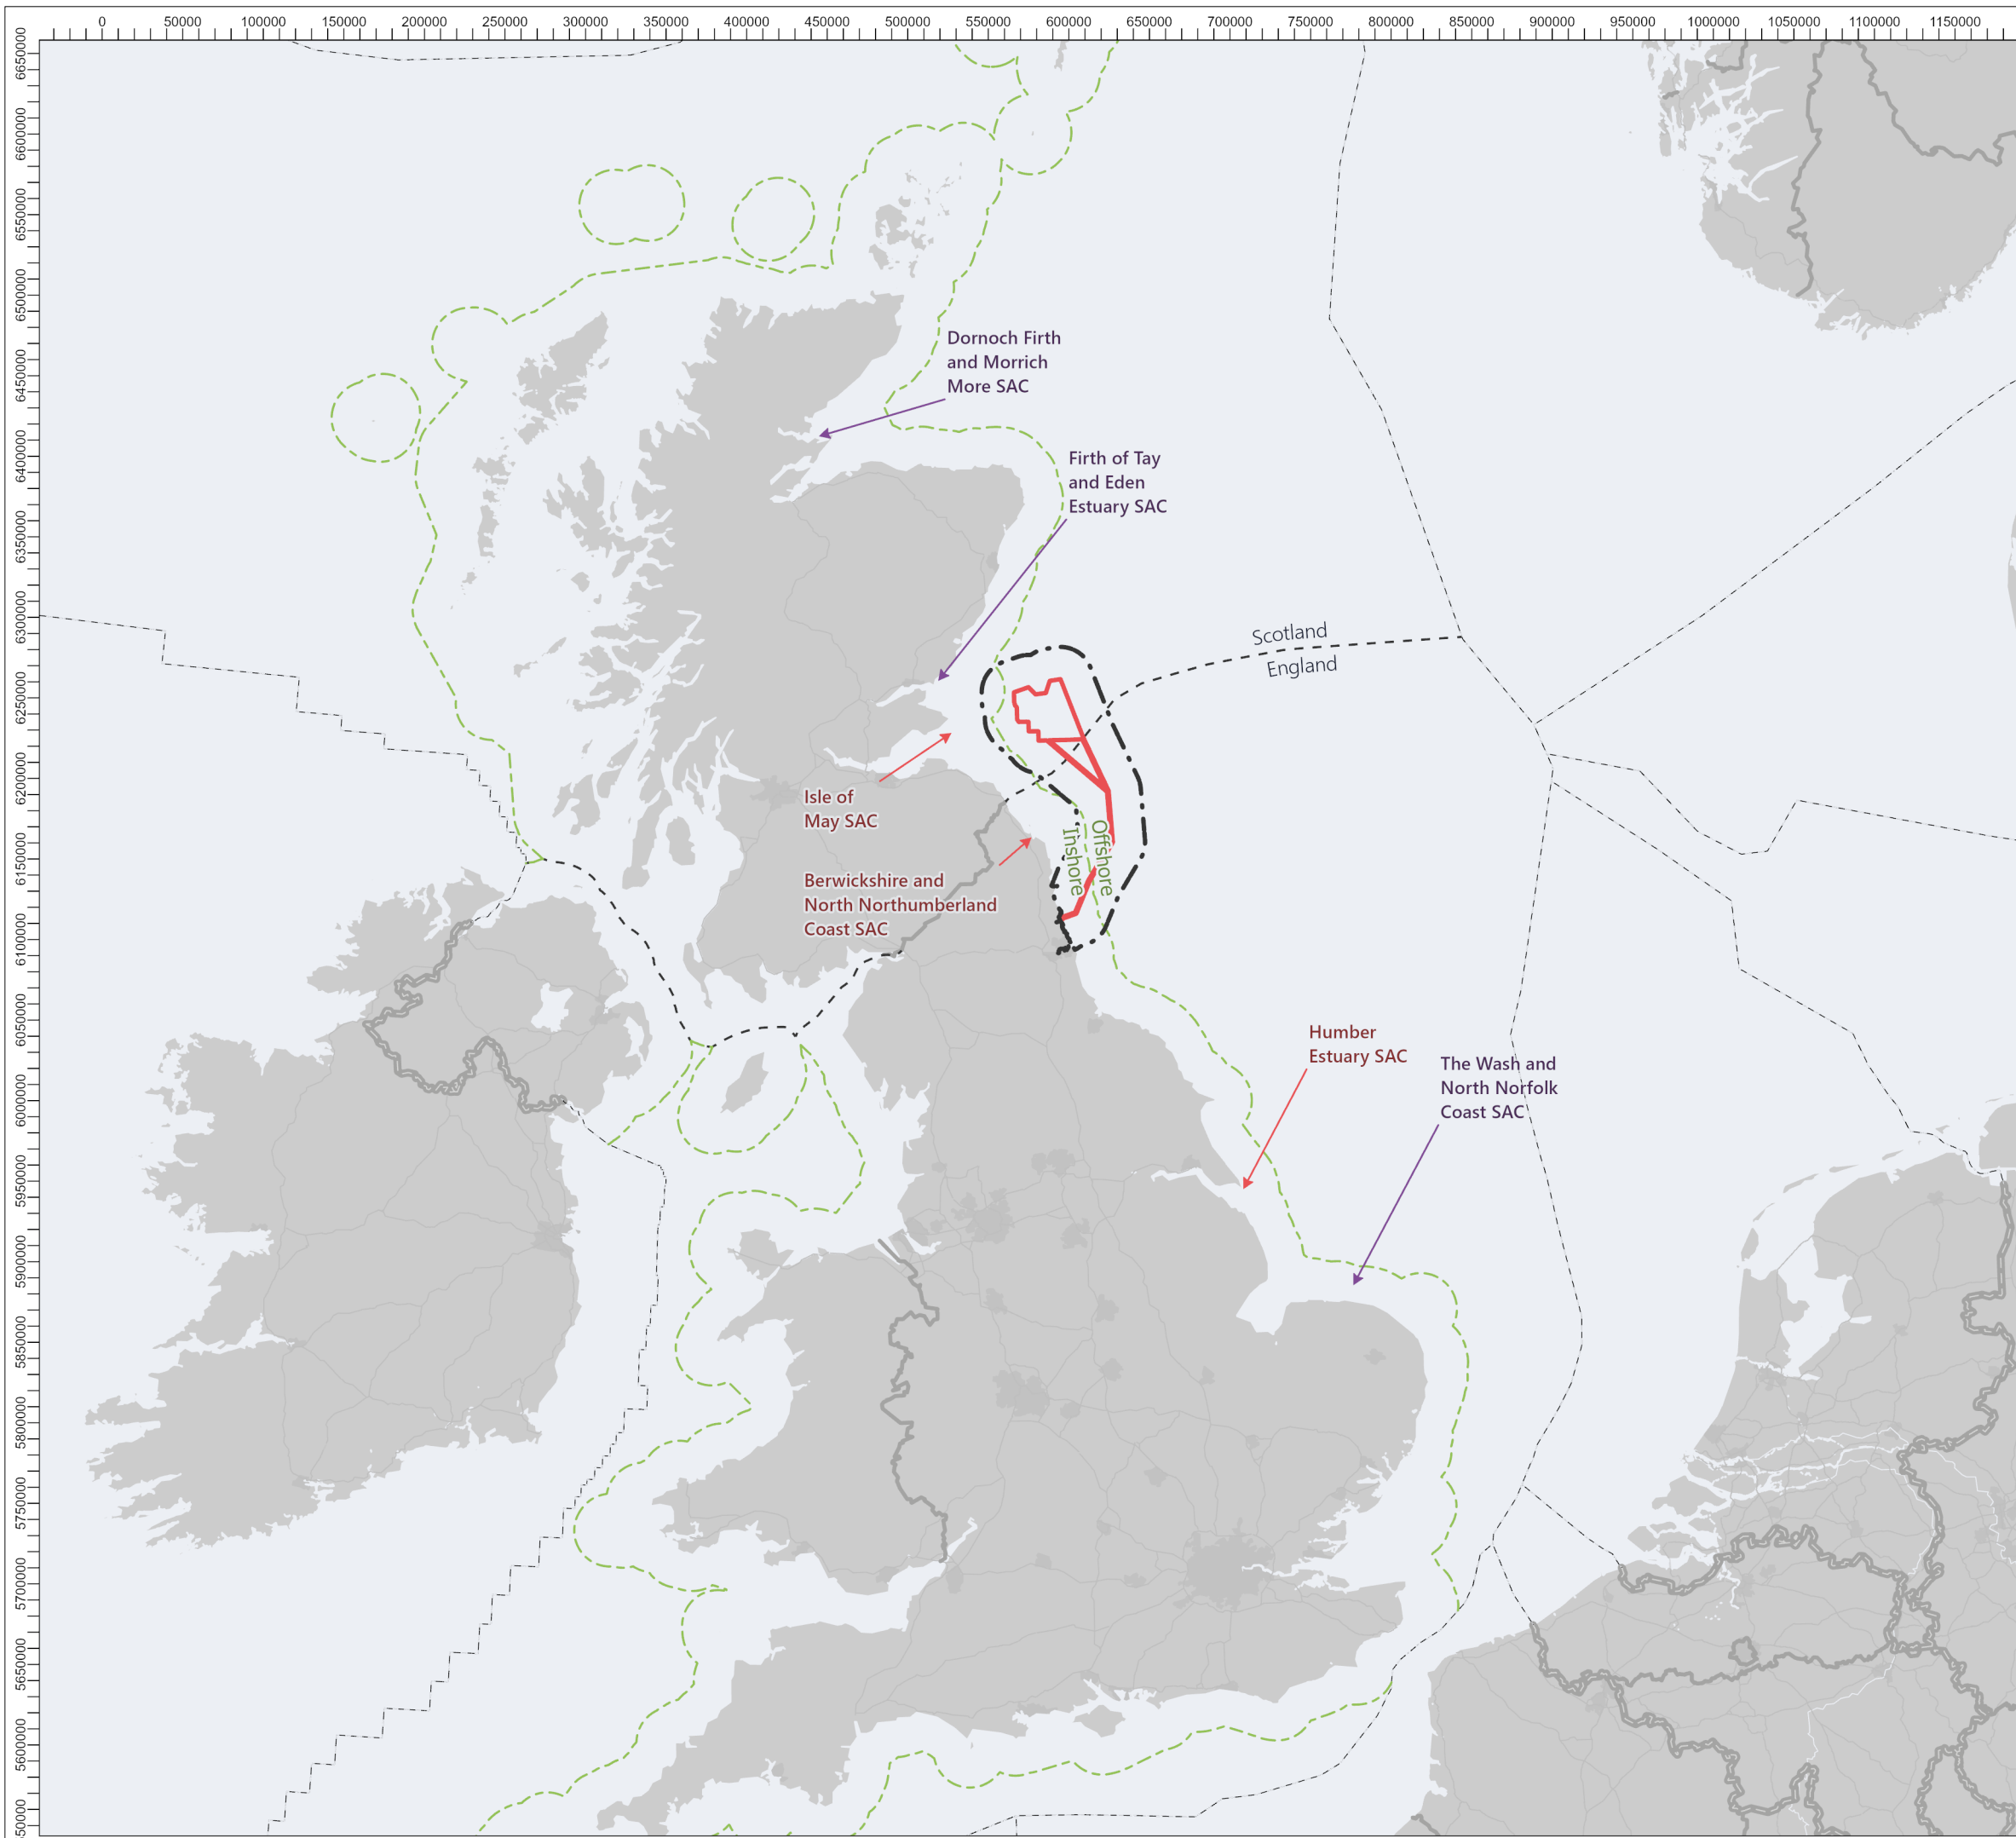 0 50000 100000 150000 200000 250000 300000 350000 400000 450000 500000 550000 600000 650000 700000 750000 800000 850000 900000 950000 1000000 1050000 1100000 1150000
6650000
6600000
6550000
6500000
6450000
6400000
6350000
6300000
6250000
6200000
6150000
6100000
6050000
6000000
5950000
5900000
5850000
5800000
5750000
5700000
5650000
5600000
Dornoch Firth
and Morrich
More SAC
Firth of Tay
and Eden
Estuary SAC
Scotland
England
Isle of
May SAC
Inshore
Offshore
Berwickshire and
North Northumberland
Coast SAC
Humber
Estuary SAC
The Wash and
North Norfolk
Coast SAC